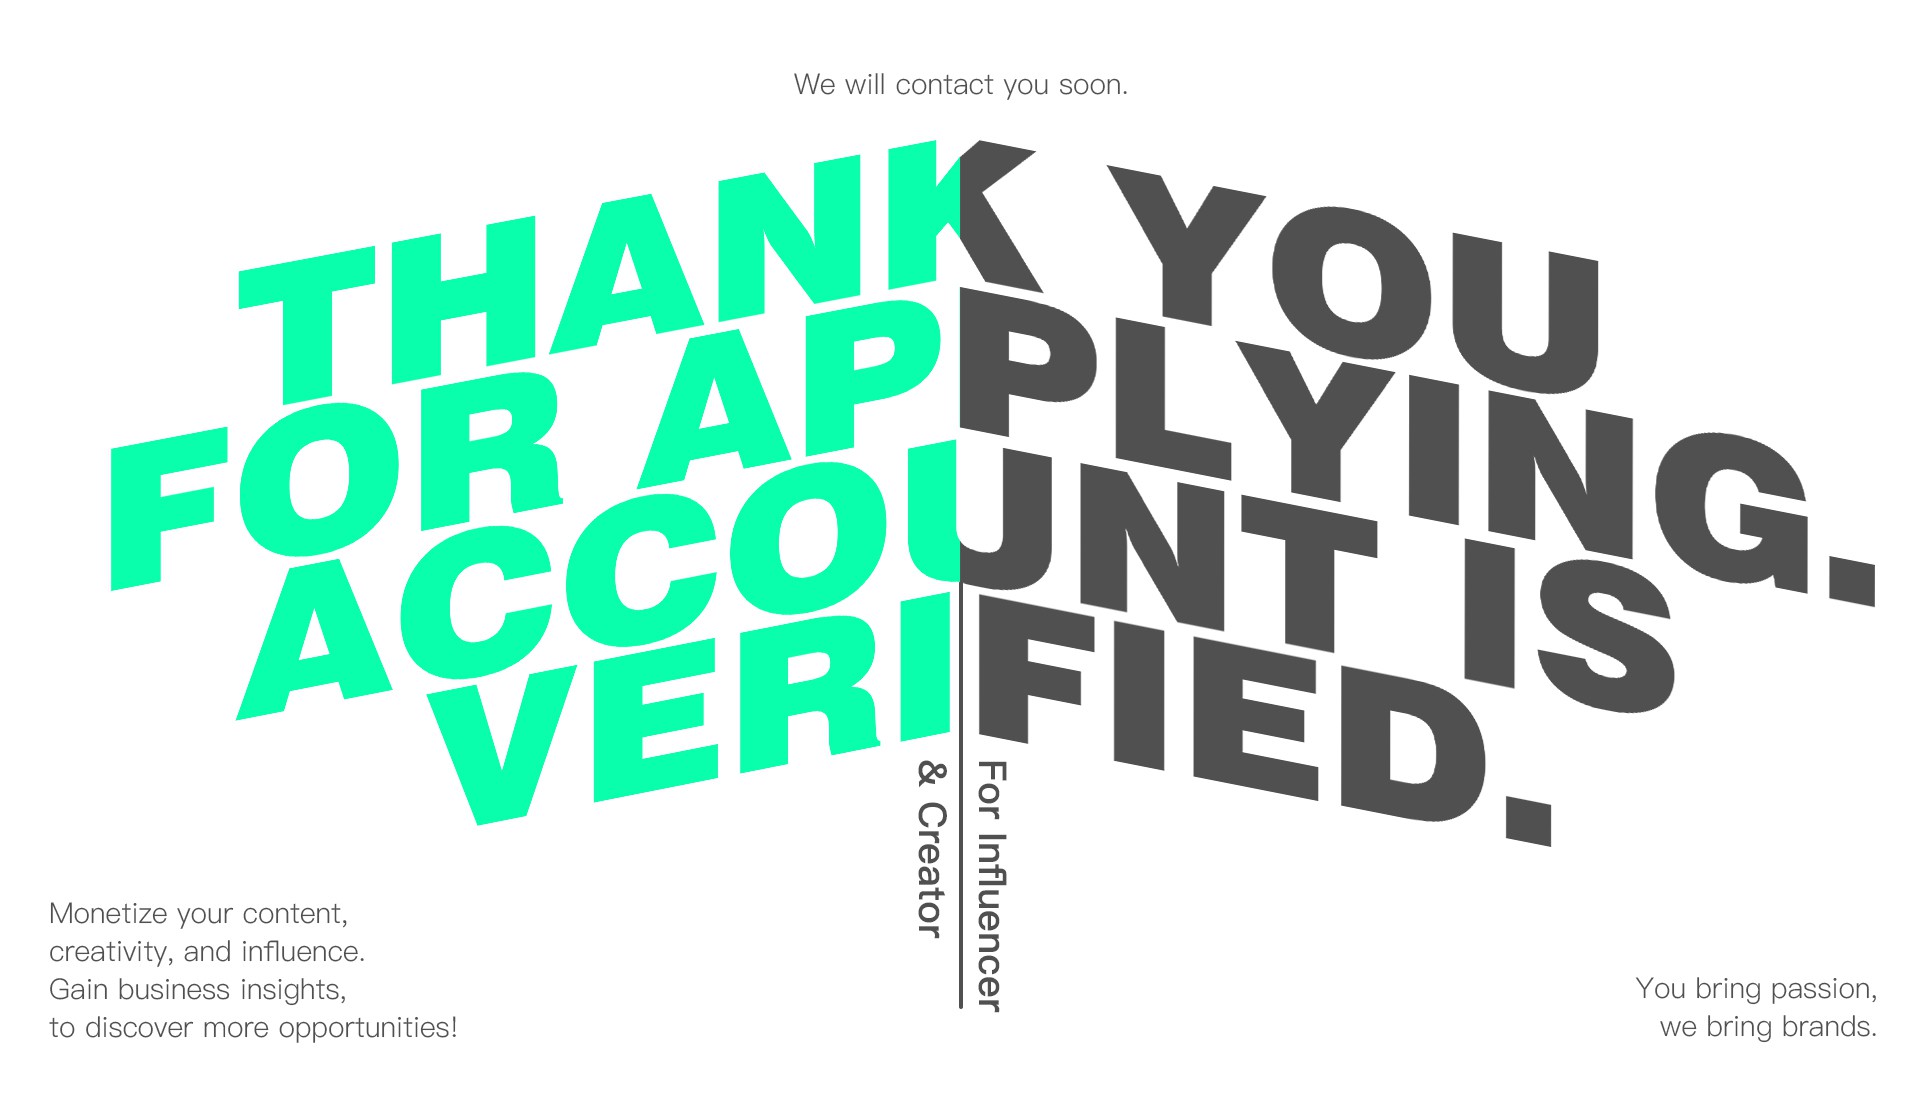 We will contact you soon.
THANK YOU
FOR APPLYING.
ACCOUNT IS
VERIFIED.
For Influencer
& Creator
Monetize your content,
creativity, and influence.
Gain business insights,
to discover more opportunities!
You bring passion,
we bring brands.